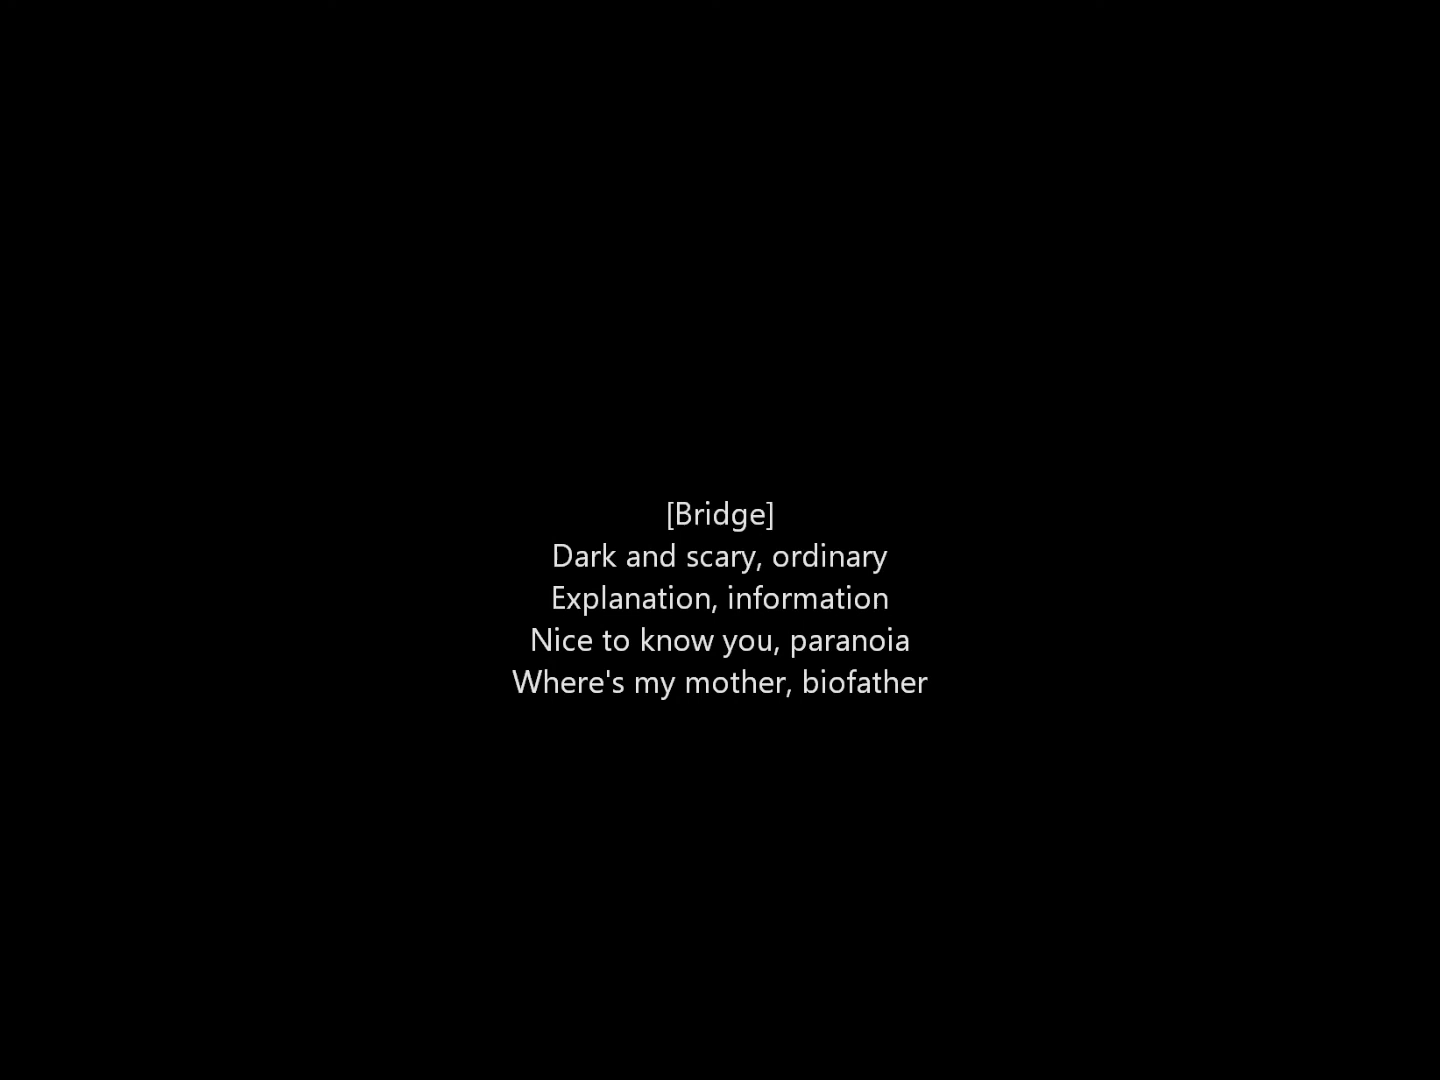 [Bridge]
Dark and scary, ordinary
Explanation, information
Nice to know you, paranoia
Where's my mother, biofather